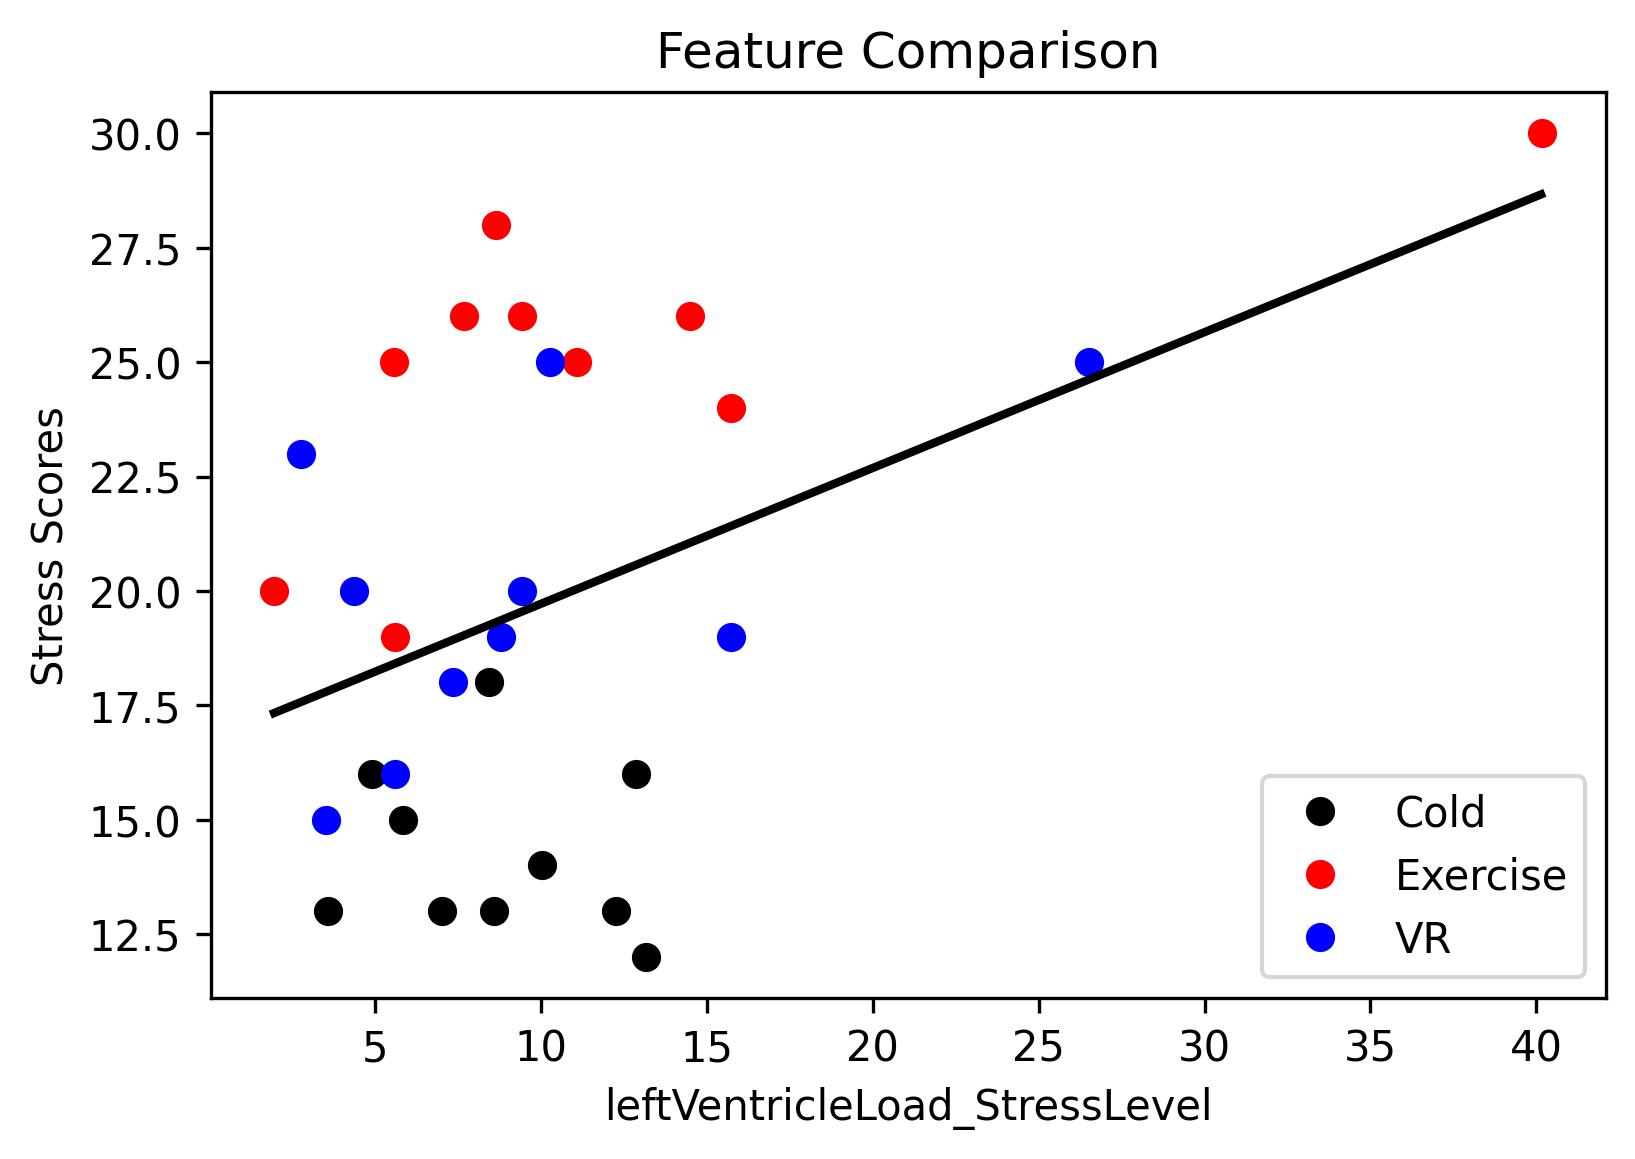 Feature Comparison
30.0
27.5
25.0
22.5
20.0
17.5
15.0
12.5
Stress Scores
Cold
Exercise
VR
5 10 15 20 25 30 35 40
leftVentricleLoad_StressLevel